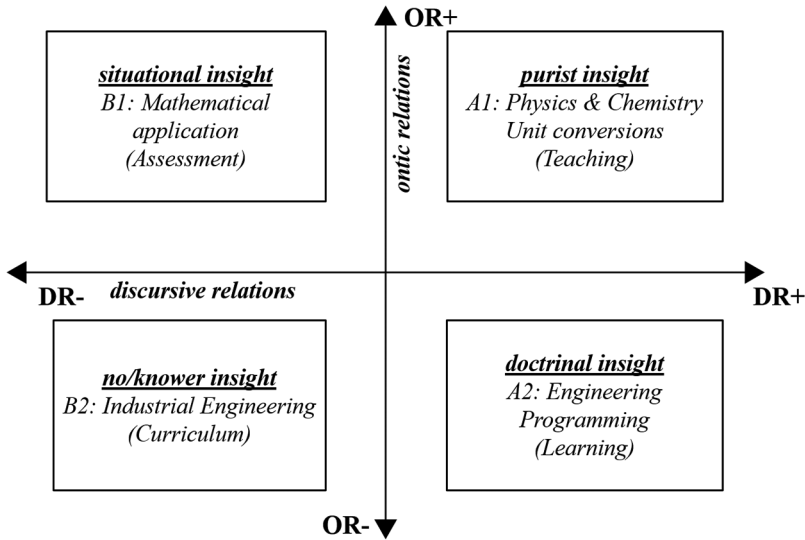 OR+
situational insight
B1: Mathematical
application
(Assessment)
ontic relations
purist insight
A1: Physics & Chemistry
Unit conversions
(Teaching)
DR-
discursive relations
DR+
no/knower insight
B2: Industrial Engineering
(Curriculum)
doctrinal insight
A2: Engineering
Programming
(Learning)
OR-